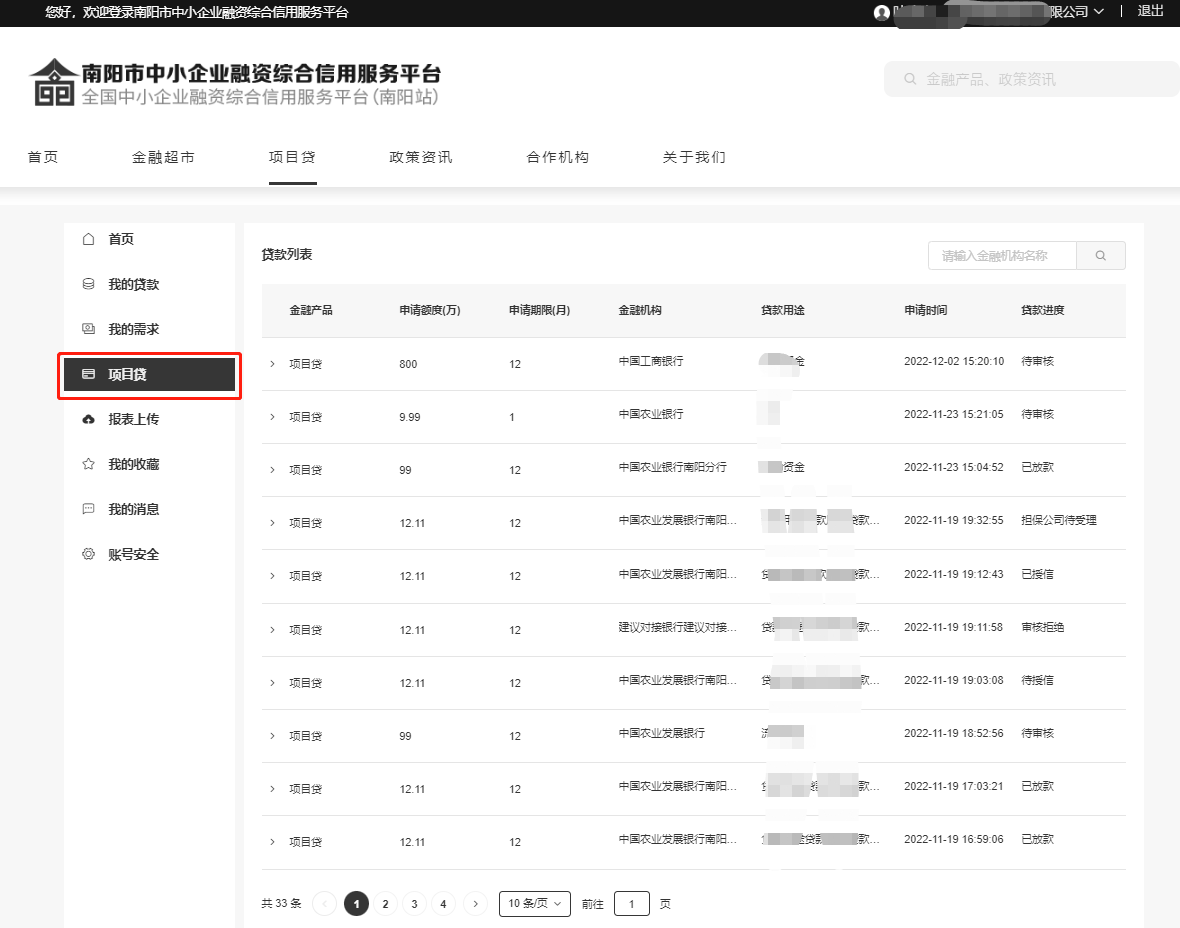 您好，欢迎登录南阳市中小企业融资综合信用服务平台
限公司 退出
南阳市中小企业融资综合信用服务平台
全国中小企业融资综合信用服务平台(南阳站)
金融产品、政策资讯
首页 金融超市 项目贷 政策资讯 合作机构 关于我们
首页
我的贷款
我的需求
项目贷
报表上传
我的收藏
我的消息
账号安全
贷款列表
请输入金融机构名称
金融产品 申请额度(万) 申请期限(月) 金融机构 贷款用途 申请时间 贷款进度
项目贷 800 12 中国工商银行 金 2022-12-02 15:20:10 待审核
项目贷 9.99 1 中国农业银行 2022-11-23 15:21:05 待审核
项目贷 99 12 中国农业银行南阳分行 资金 2022-11-23 15:04:52 已放款
项目贷 12.11 12 中国农业发展银行南阳... 款... 2022-11-19 19:32:55 担保公司待受理
项目贷 12.11 12 中国农业发展银行南阳... 款... 2022-11-19 19:12:43 已授信
项目贷 12.11 12 建议对接银行建议对接... 贷 款... 2022-11-19 19:11:58 审核拒绝
项目贷 12.11 12 中国农业发展银行南阳... 款... 2022-11-19 19:03:08 待授信
项目贷 99 12 中国农业发展银行 2022-11-19 18:52:56 待审核
项目贷 12.11 12 中国农业发展银行南阳... 款... 2022-11-19 17:03:21 已放款
项目贷 12.11 12 中国农业发展银行南阳... 贷款 款... 2022-11-19 16:59:06 已放款
共 33 条 1 2 3 4 10 条/页 前往 1 页